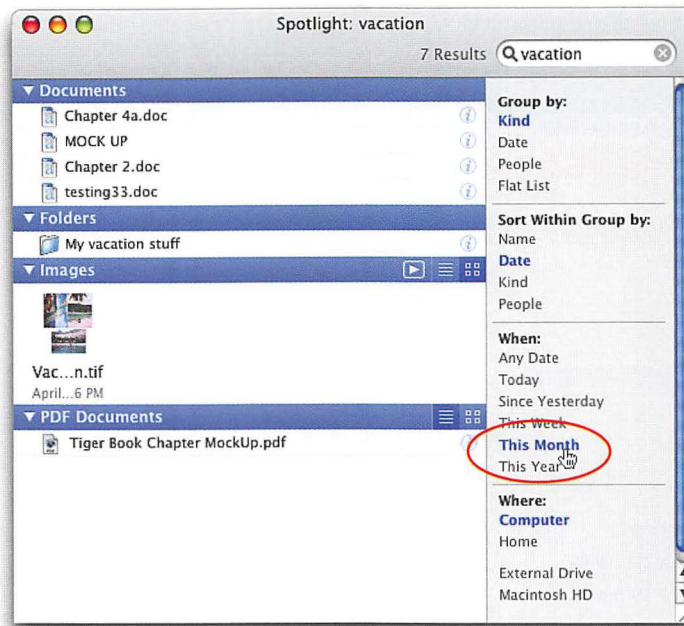 Spotlight: vacation
7 Results
vacation
Documents
Chapter 4a.doc
MOCK UP
Chapter 2.doc
testing33.doc
Folders
My vacation stuff
Images
Vac...n.tif
April...6 PM
PDF Documents
Tiger Book Chapter MockUp.pdf
Group by:
Kind
Date
People
Flat List
Sort Within Group by:
Name
Date
Kind
People
When:
Any Date
Today
Since Yesterday
This Week
This Month
This Year
Where:
Computer
Home
External Drive
Macintosh HD